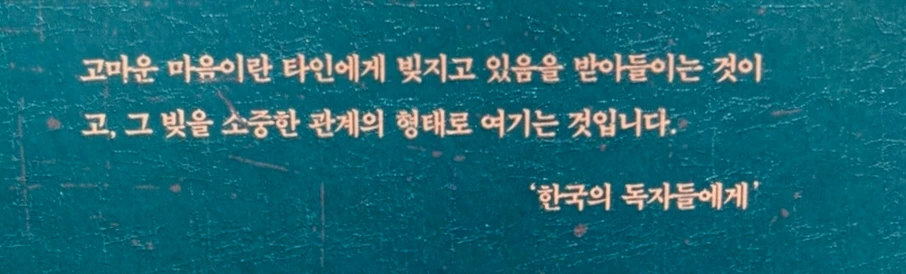 고마운 마음이란 타인에게 빚지고 있음을 받아들이는 것이
고, 그 빚을 소중한 관계의 형태로 여기는 것입니다.
‘한국의 독자들에게’